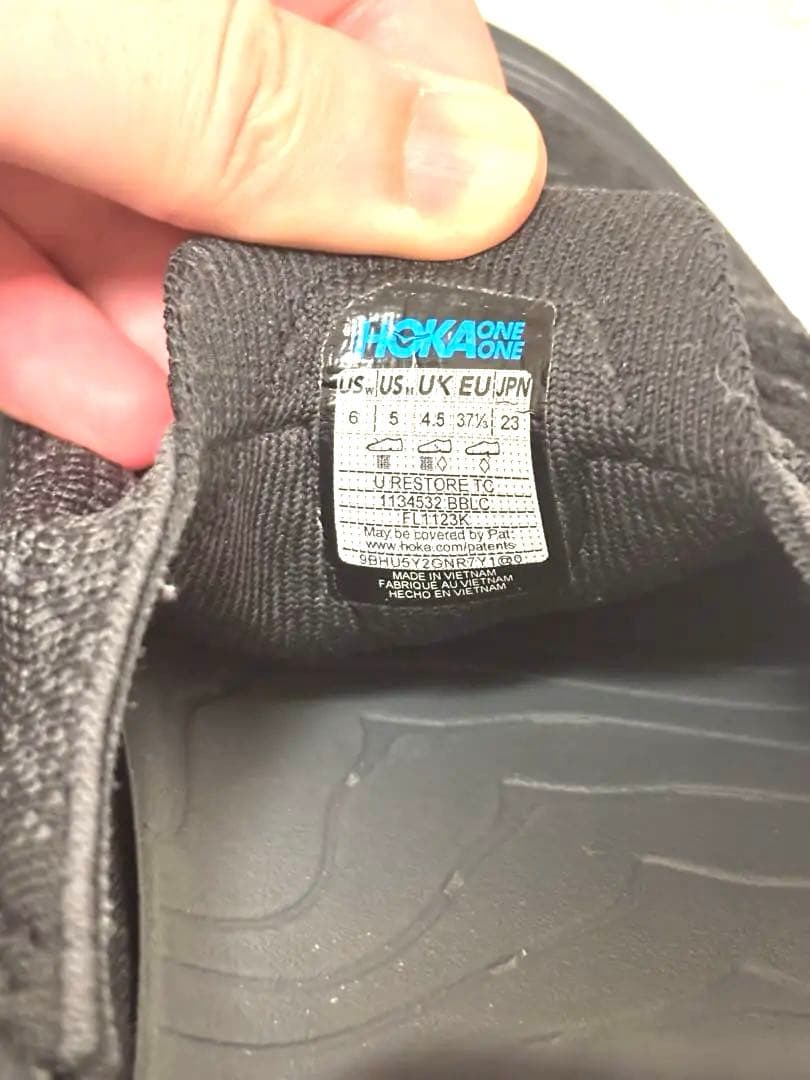 HOKA ONE ONE
USw USM UK EU JPN
6 5 4.5 37⅓ 23
U RESTORE TC
1134532 BBLC
FL1123K
May be covered by Pat:
www.hoka.com/patents
9BHU5Y2GNR7Y1@0
MADE IN VIETNAM
FABRIQUE AU VIETNAM
HECHO EN VIETNAM